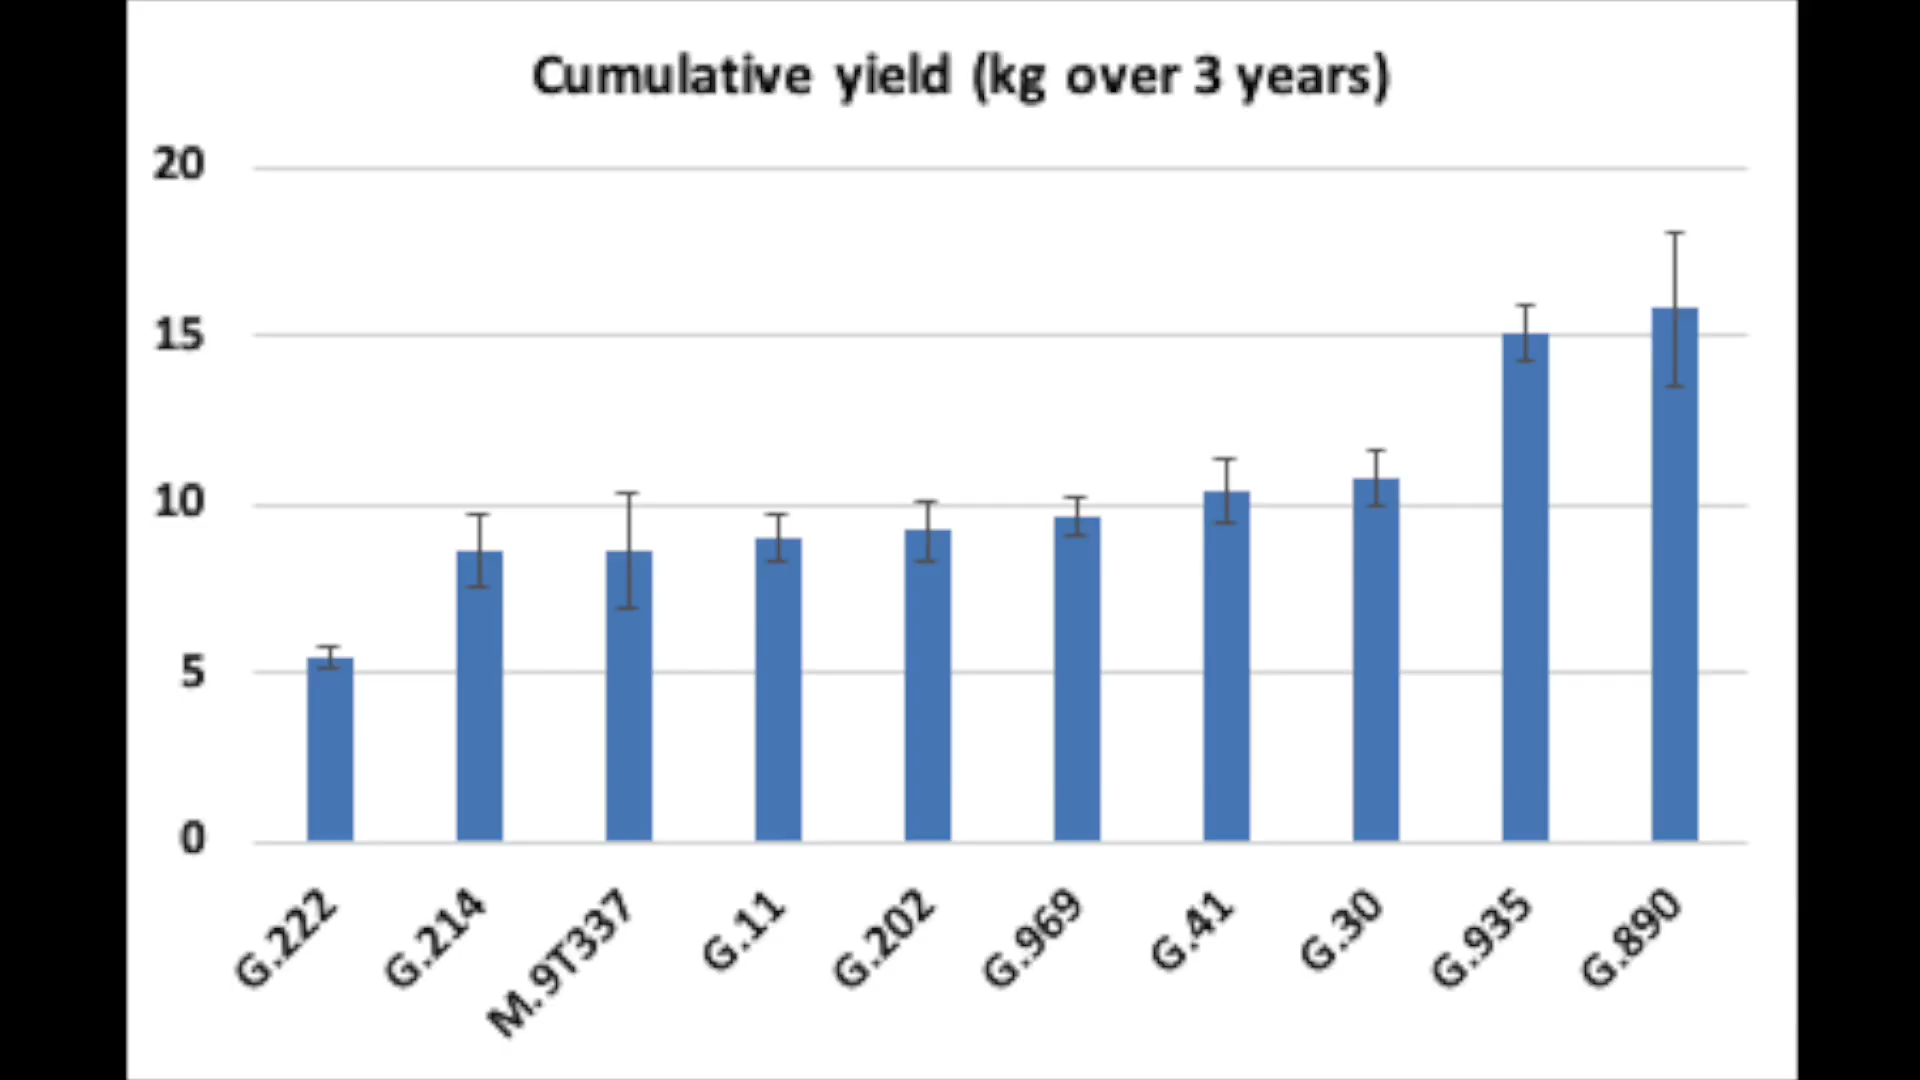 Cumulative yield (kg over 3 years)
20
15
10
5
0
G.222
G.214
M.9T337
G.11
G.202
G.969
G.41
G.30
G.935
G.890